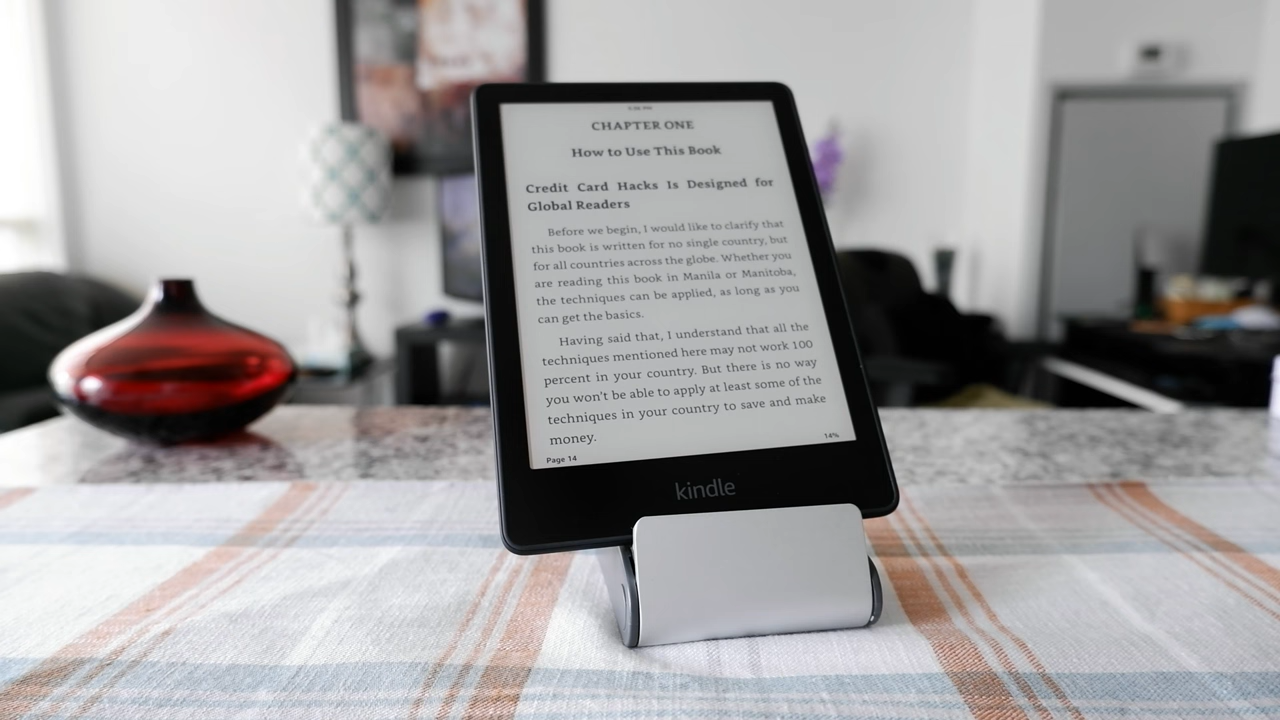 CHAPTER ONE
How to Use This Book
Credit Card Hacks Is Designed for
Global Readers
Before we begin, I would like to clarify that
this book is written for no single country, but
for all countries across the globe. Whether you
are reading this book in Manila or Manitoba,
the techniques can be applied, as long as you
can get the basics.
Having said that, I understand that all the
techniques mentioned here may not work 100
percent in your country. But there is no way
you won't be able to apply at least some of the
techniques in your country to save and make
money.
Page 14
14%
kindle